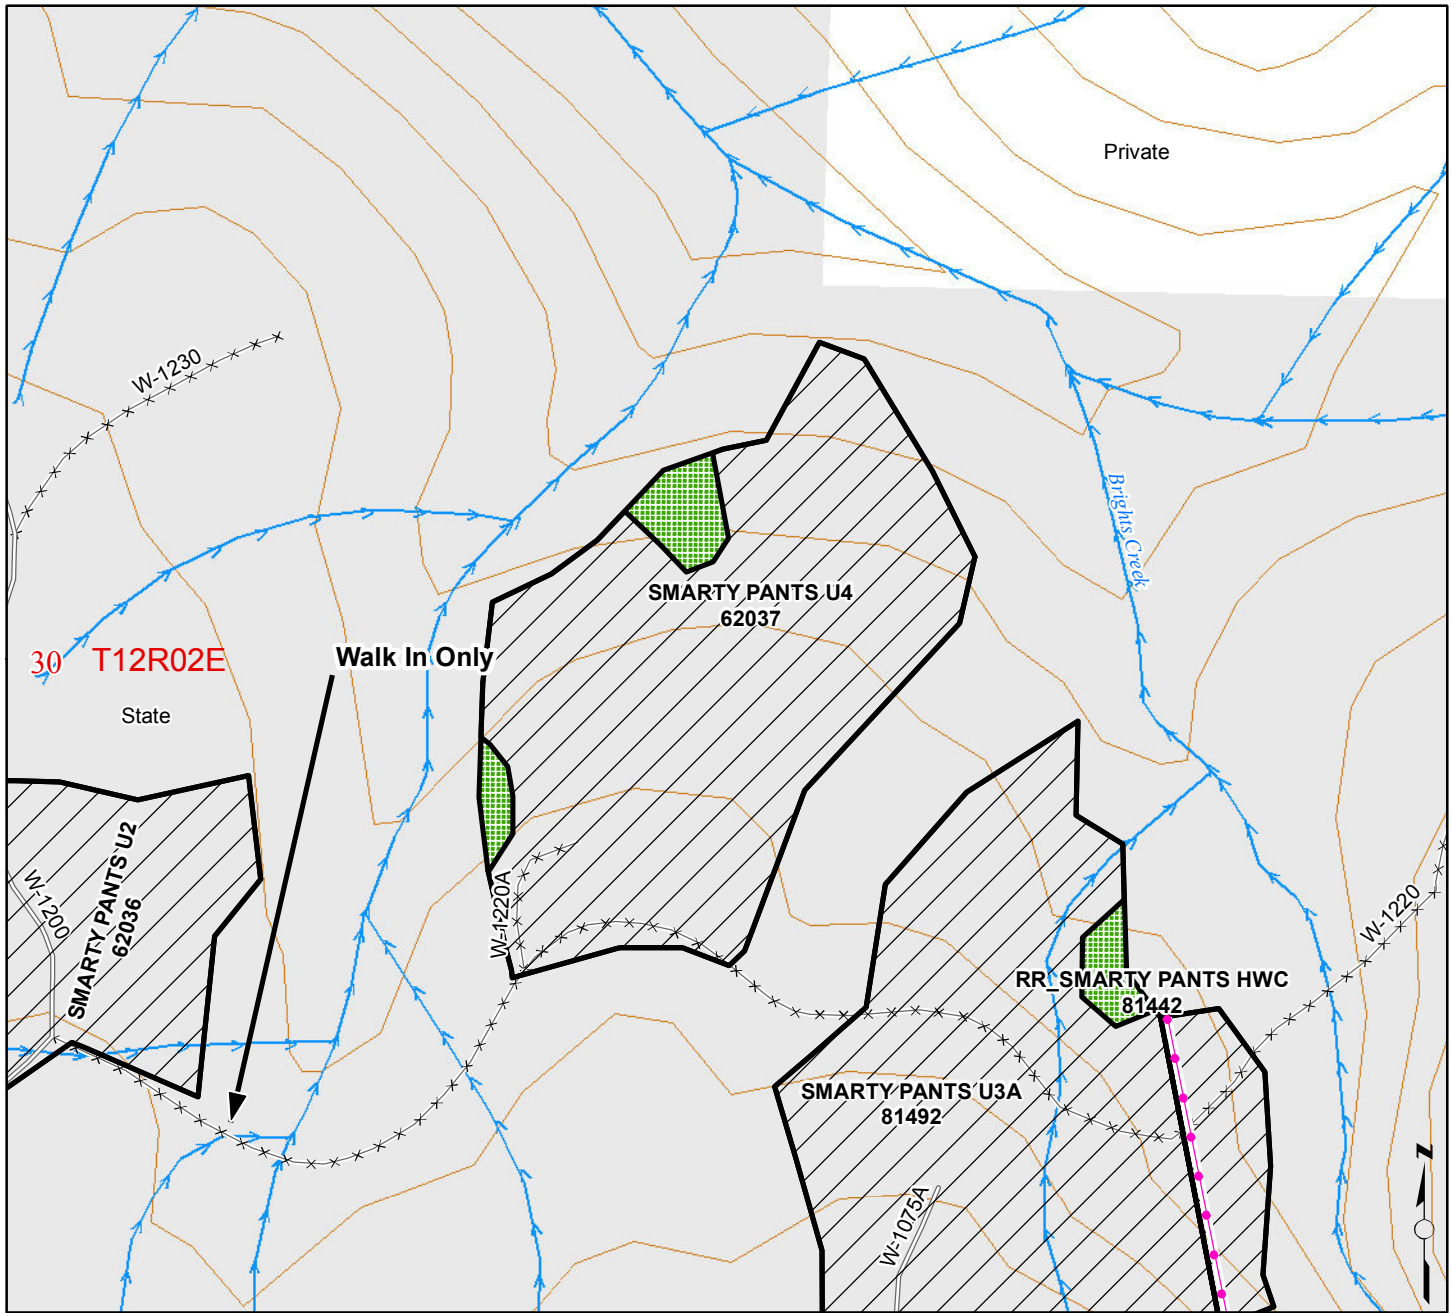 Private
W-1230
Brights Creek
SMARTY PANTS U4
62037
30 T12R02E
Walk In Only
State
SMARTY PANTS U2
62036
W-1200
W-1220A
W-1220
RR_SMARTY PANTS HWC
81442
SMARTY PANTS U3A
81492
W-1075A
Z